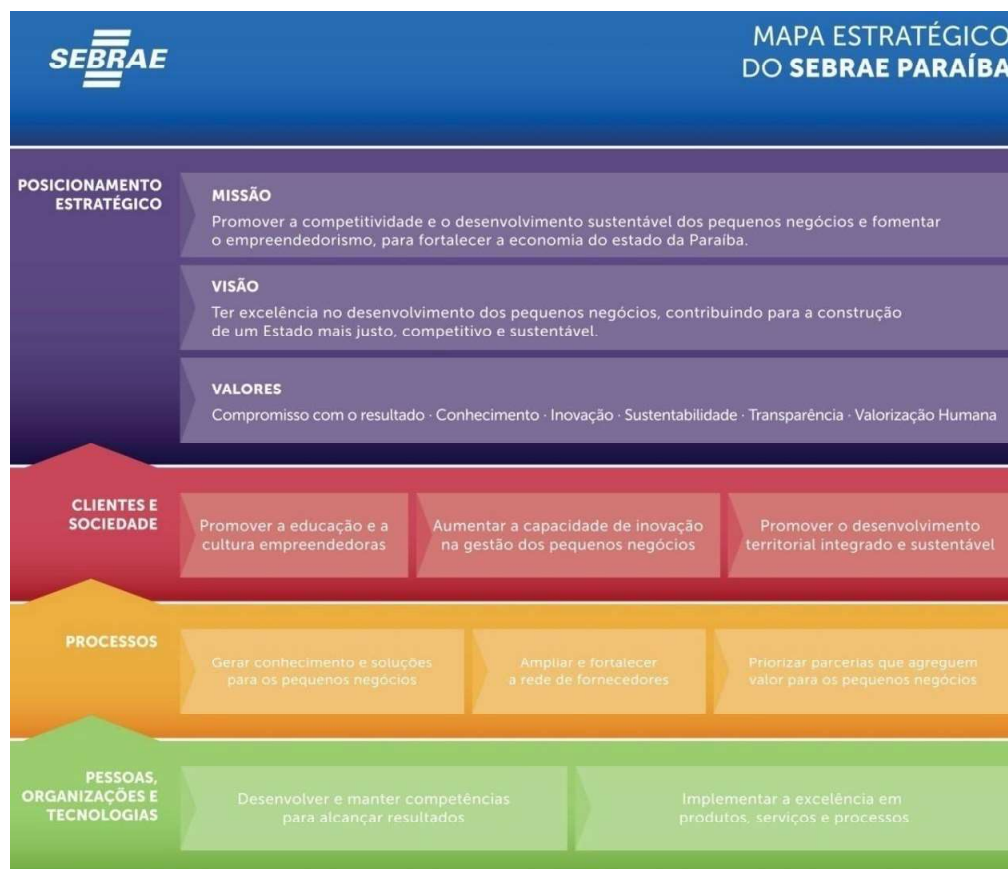 SEBRAE
MAPA ESTRATÉGICO
DO SEBRAE PARAÍBA
POSICIONAMENTO
ESTRATÉGICO
MISSÃO
Promover a competitividade e o desenvolvimento sustentável dos pequenos negócios e fomentar
o empreendedorismo, para fortalecer a economia do estado da Paraíba.
VISÃO
Ter excelência no desenvolvimento dos pequenos negócios, contribuindo para a construção
de um Estado mais justo, competitivo e sustentável.
VALORES
Compromisso com o resultado · Conhecimento · Inovação · Sustentabilidade · Transparência · Valorização Humana
CLIENTES E
SOCIEDADE
Promover a educação e a
cultura empreendedoras
Aumentar a capacidade de inovação
na gestão dos pequenos negócios
Promover o desenvolvimento
territorial integrado e sustentável
PROCESSOS
Gerar conhecimento e soluções
para os pequenos negócios
Ampliar e fortalecer
a rede de fornecedores
Priorizar parcerias que agreguem
valor para os pequenos negócios
PESSOAS,
ORGANIZAÇÕES E
TECNOLOGIAS
Desenvolver e manter competências
para alcançar resultados
Implementar a excelência em
produtos, serviços e processos